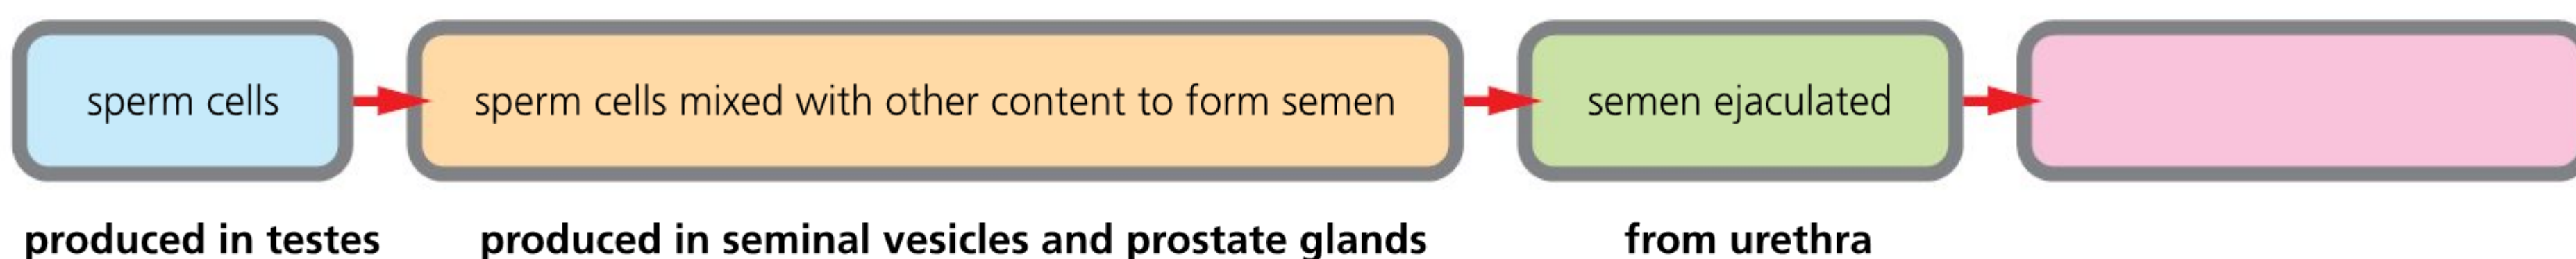 sperm cells
sperm cells mixed with other content to form semen
semen ejaculated
produced in testes
produced in seminal vesicles and prostate glands
from urethra